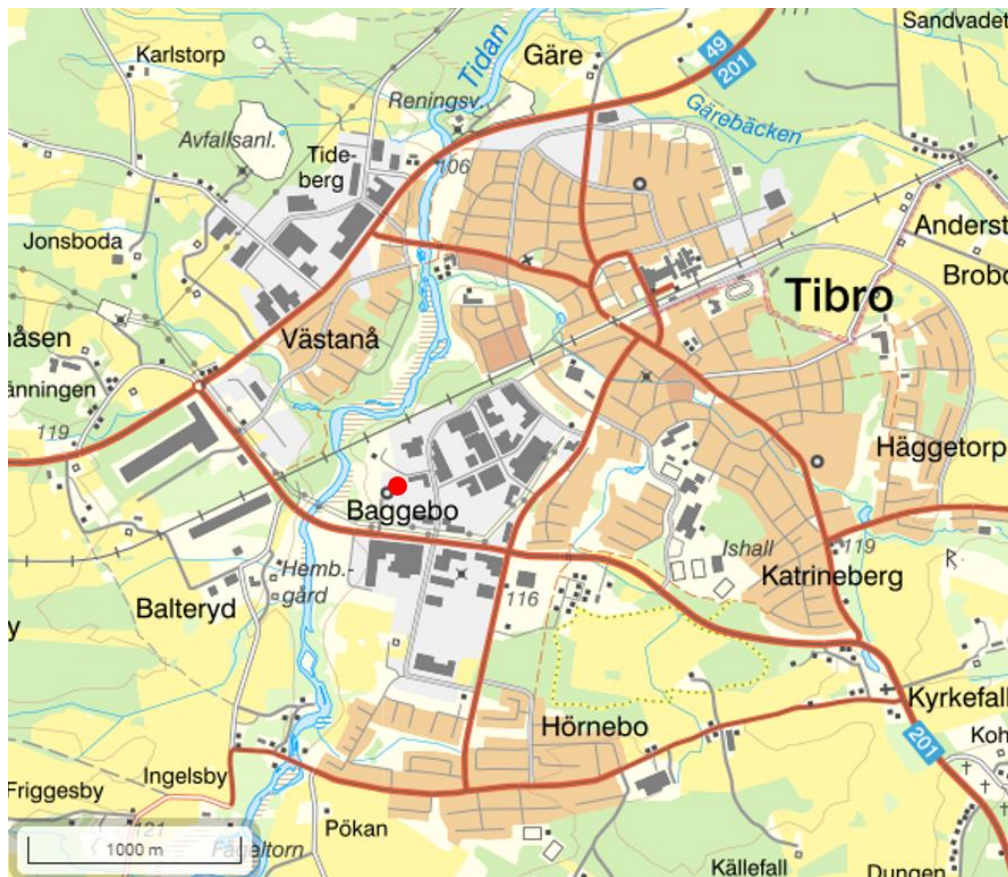 Sandvadet
Karlstorp
Gäre
49
201
Tidan
Reningsv.
Gärebäcken
Avfallsanl.
Tide-
berg
106
Jonsboda
Anderst
Tibro
Brobo
åsen
Västanå
änningen
119
Häggetorp
Baggebo
Ishall
119
R
Hemb.-
gård
116
Katrineberg
Balteryd
y
Kyrkefall
Hörnebo
201
Koh
Ingelsby
Friggesby
121
Pökan
1000 m
Fågeltorn
Källefall
Dungen